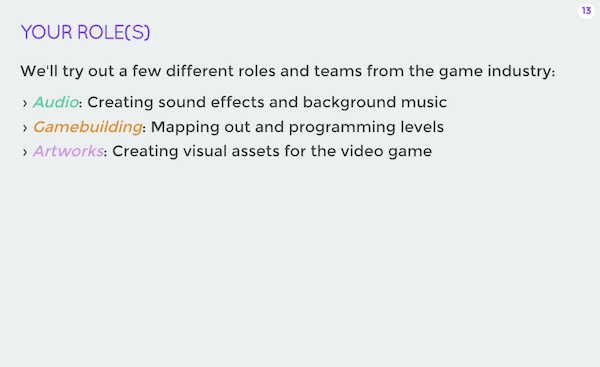 13
YOUR ROLE(S)
We'll try out a few different roles and teams from the game industry:
› Audio: Creating sound effects and background music
› Gamebuilding: Mapping out and programming levels
› Artworks: Creating visual assets for the video game